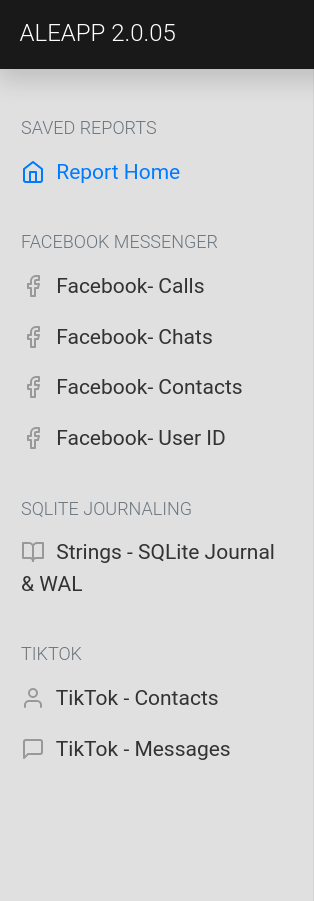 ALEAPP 2.0.05
SAVED REPORTS
Report Home
FACEBOOK MESSENGER
Facebook- Calls
Facebook- Chats
Facebook- Contacts
Facebook- User ID
SQLITE JOURNALING
Strings - SQLite Journal
& WAL
TIKTOK
TikTok - Contacts
TikTok - Messages